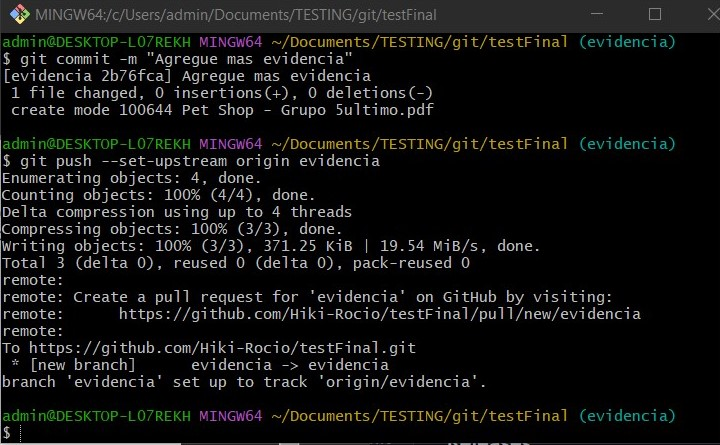 MINGW64:/c/Users/admin/Documents/TESTING/git/testFinal
admin@DESKTOP-L07REKH MINGW64 ~/Documents/TESTING/git/testFinal (evidencia)
$ git commit -m "Agregue mas evidencia"
[evidencia 2b76fca] Agregue mas evidencia
 1 file changed, 0 insertions(+), 0 deletions(-)
 create mode 100644 Pet Shop - Grupo 5ultimo.pdf
admin@DESKTOP-L07REKH MINGW64 ~/Documents/TESTING/git/testFinal (evidencia)
$ git push --set-upstream origin evidencia
Enumerating objects: 4, done.
Counting objects: 100% (4/4), done.
Delta compression using up to 4 threads
Compressing objects: 100% (3/3), done.
Writing objects: 100% (3/3), 371.25 KiB | 19.54 MiB/s, done.
Total 3 (delta 0), reused 0 (delta 0), pack-reused 0
remote:
remote: Create a pull request for 'evidencia' on GitHub by visiting:
remote:      https://github.com/Hiki-Rocio/testFinal/pull/new/evidencia
remote:
To https://github.com/Hiki-Rocio/testFinal.git
 * [new branch]      evidencia -> evidencia
branch 'evidencia' set up to track 'origin/evidencia'.
admin@DESKTOP-L07REKH MINGW64 ~/Documents/TESTING/git/testFinal (evidencia)
$